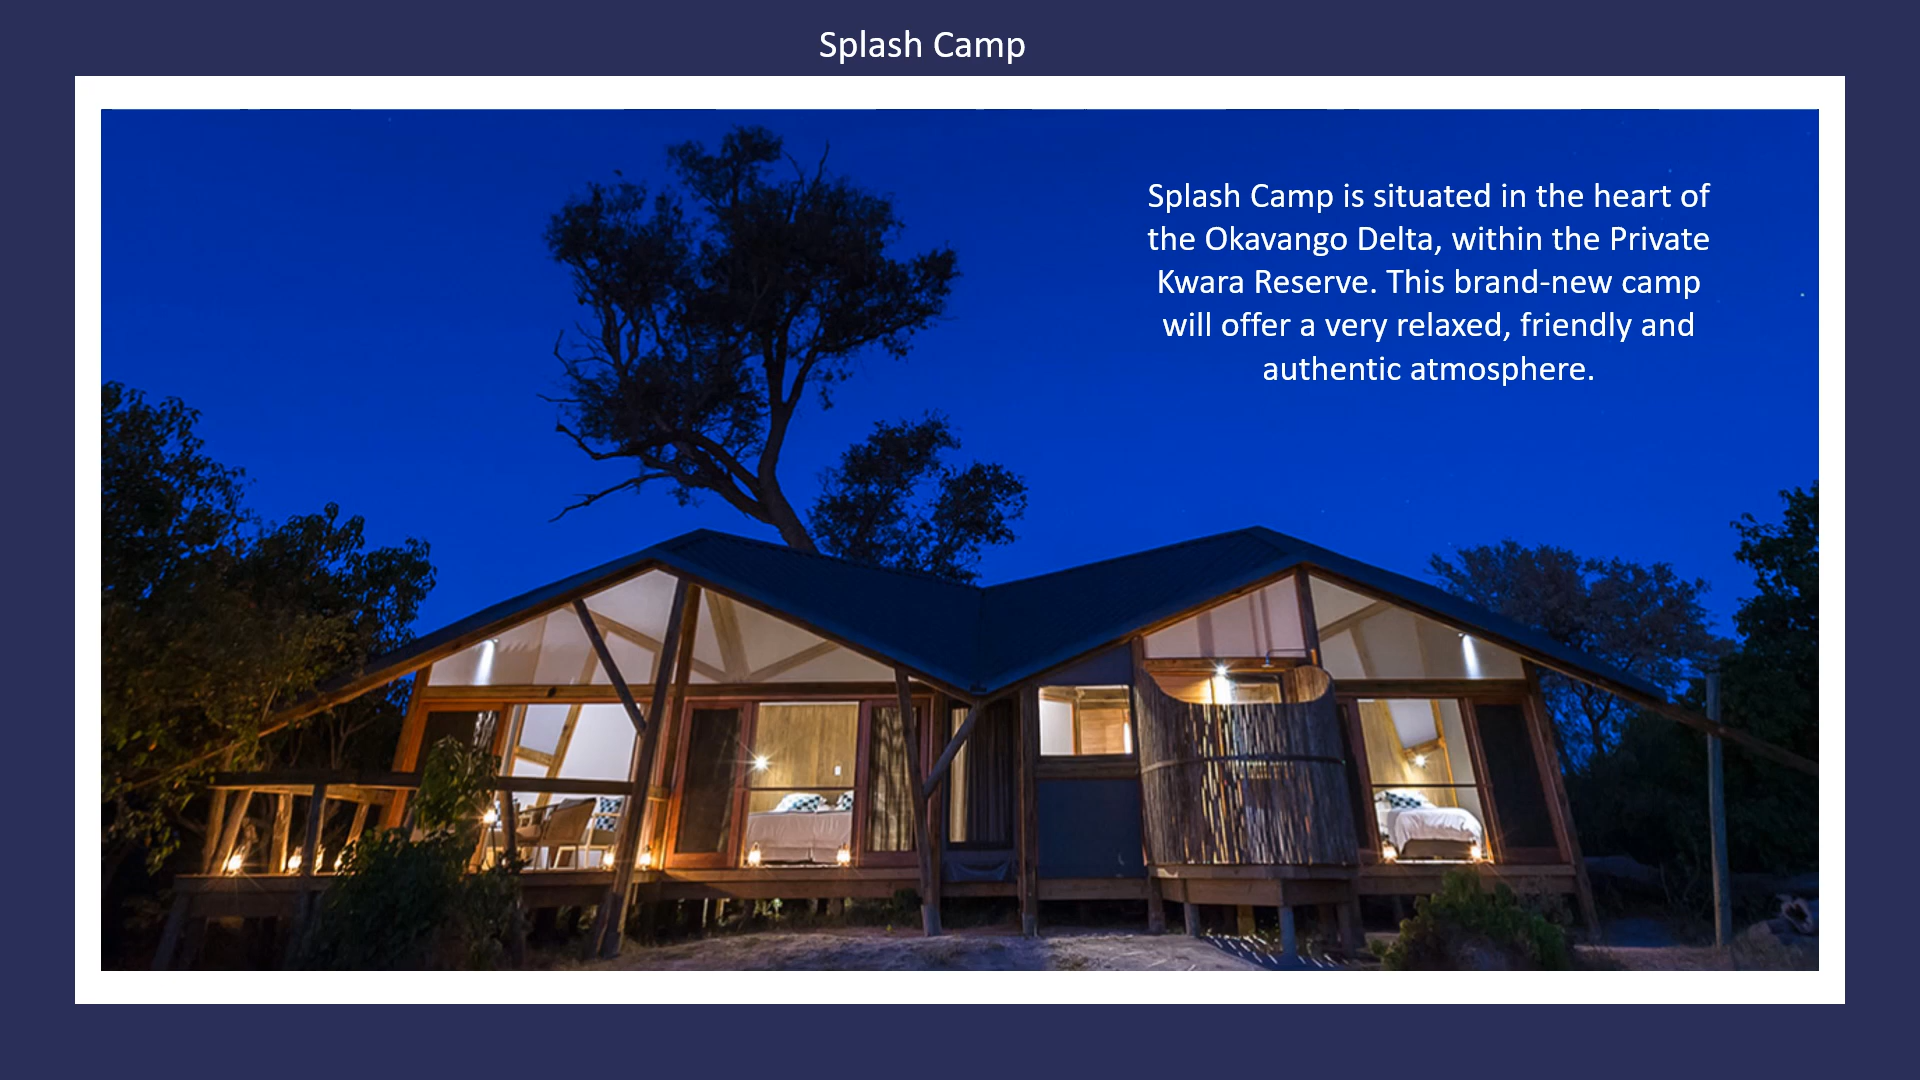 Splash Camp
Splash Camp is situated in the heart of
the Okavango Delta, within the Private
Kwara Reserve. This brand-new camp
will offer a very relaxed, friendly and
authentic atmosphere.